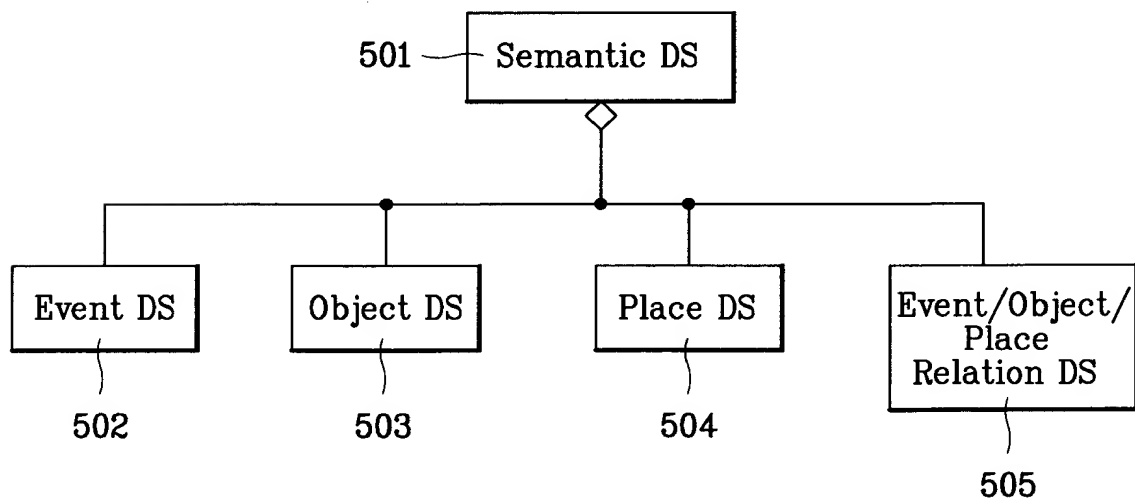 501
Semantic DS
Event DS
Object DS
Place DS
Event/Object/
Place
Relation DS
502
503
504
505